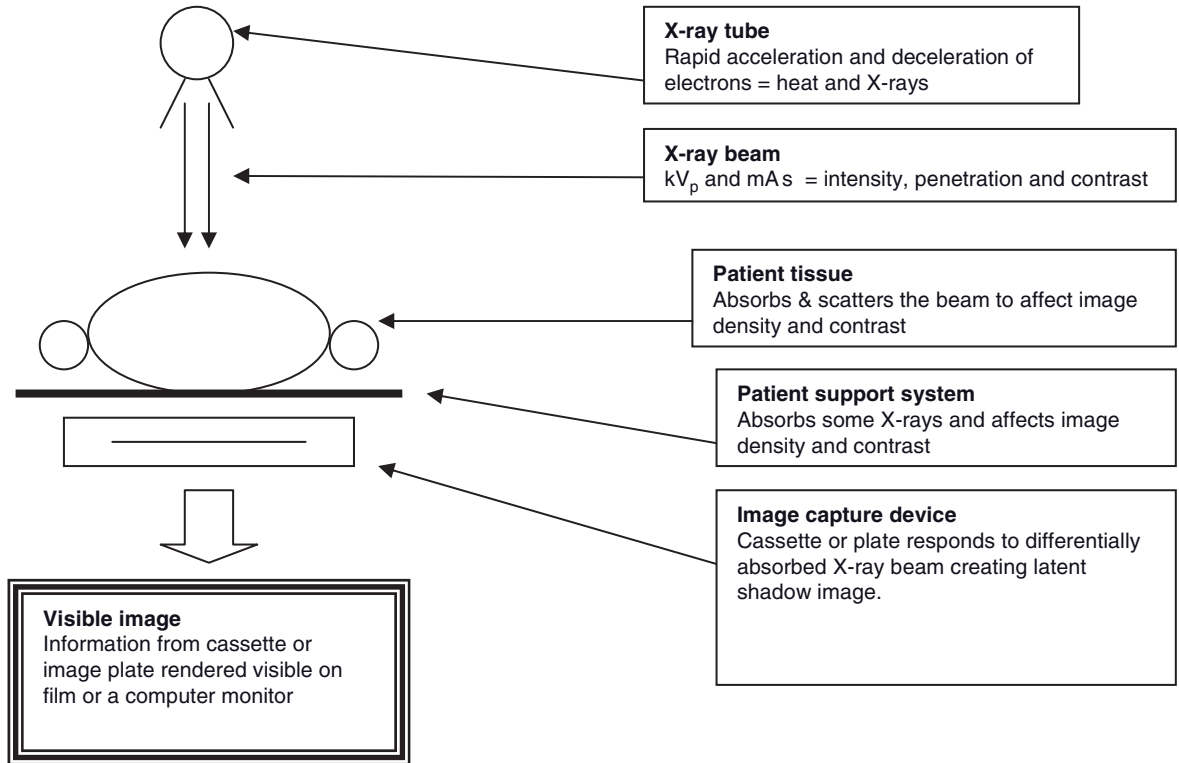 X-ray tube
Rapid acceleration and deceleration of
electrons = heat and X-rays
X-ray beam
kVp and mAs = intensity, penetration and contrast
Patient tissue
Absorbs & scatters the beam to affect image
density and contrast
Patient support system
Absorbs some X-rays and affects image
density and contrast
Image capture device
Cassette or plate responds to differentially
absorbed X-ray beam creating latent
shadow image.
Visible image
Information from cassette or
image plate rendered visible on
film or a computer monitor